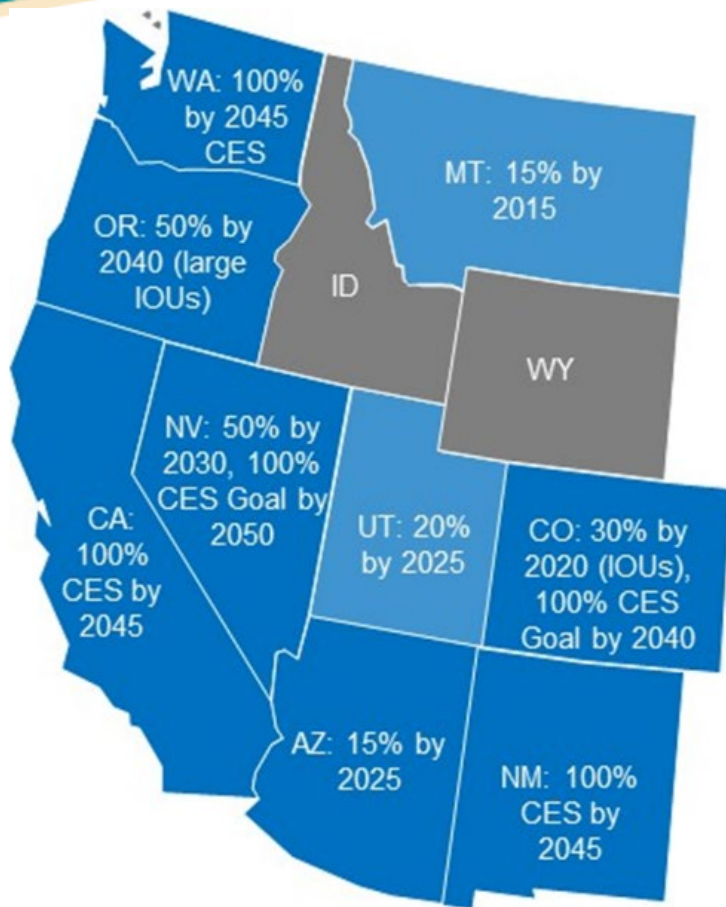 WA: 100%
by 2045
CES
MT: 15% by
2015
OR: 50% by
2040 (large
IOUs)
ID
WY
NV: 50% by
2030, 100%
CES Goal by
2050
CA:
100%
CES by
2045
UT: 20%
by 2025
CO: 30% by
2020 (IOUs),
100% CES
Goal by 2040
AZ: 15% by
2025
NM: 100%
CES by
2045